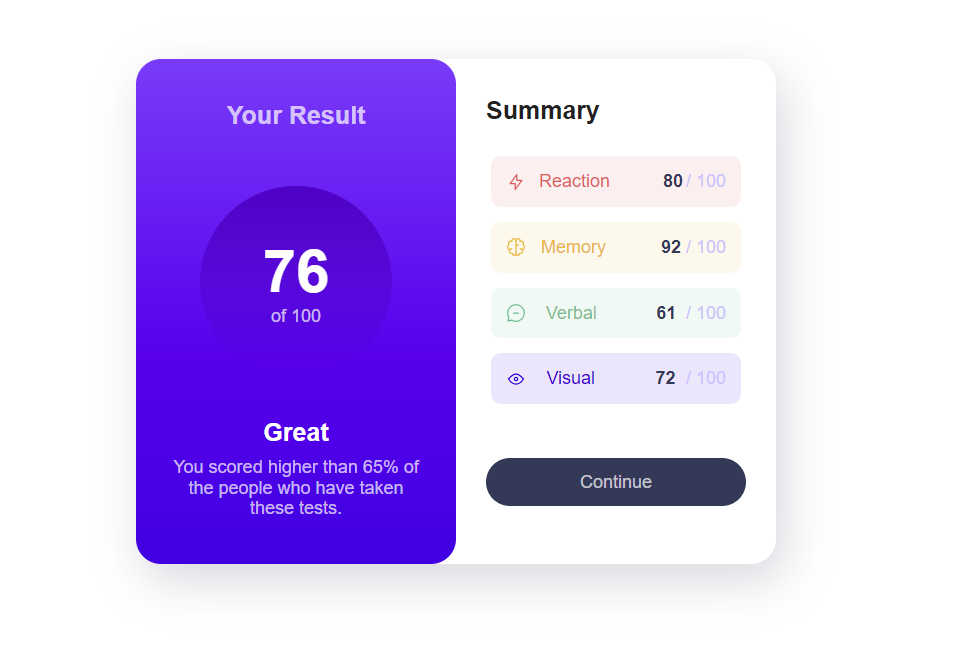 Your Result
76
of 100
Great
You scored higher than 65% of
the people who have taken
these tests.
Summary
Reaction 80 / 100
Memory 92 / 100
Verbal 61 / 100
Visual 72 / 100
Continue